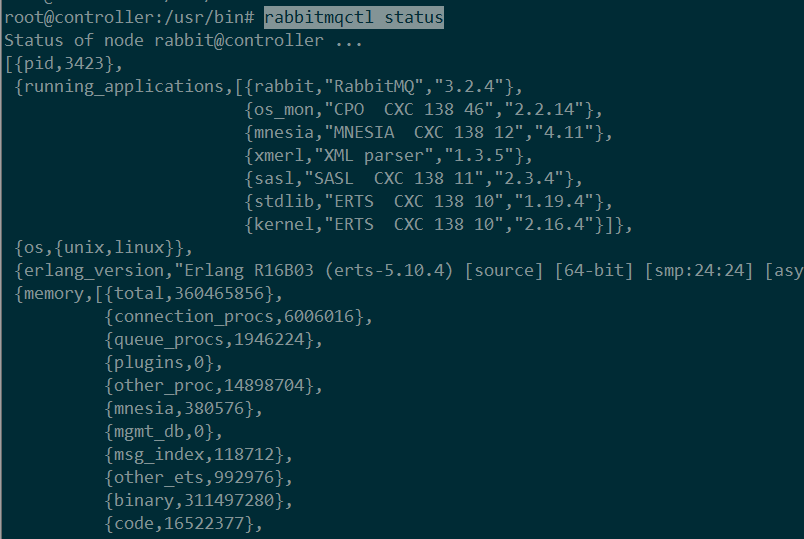 root@controller:/usr/bin# rabbitmqctl status
Status of node rabbit@controller ...
[{pid,3423},
 {running_applications,[{rabbit,"RabbitMQ","3.2.4"},
                        {os_mon,"CPO  CXC 138 46","2.2.14"},
                        {mnesia,"MNESIA  CXC 138 12","4.11"},
                        {xmerl,"XML parser","1.3.5"},
                        {sasl,"SASL  CXC 138 11","2.3.4"},
                        {stdlib,"ERTS  CXC 138 10","1.19.4"},
                        {kernel,"ERTS  CXC 138 10","2.16.4"}]},
 {os,{unix,linux}},
 {erlang_version,"Erlang R16B03 (erts-5.10.4) [source] [64-bit] [smp:24:24] [asy
 {memory,[{total,360465856},
          {connection_procs,6006016},
          {queue_procs,1946224},
          {plugins,0},
          {other_proc,14898704},
          {mnesia,380576},
          {mgmt_db,0},
          {msg_index,118712},
          {other_ets,992976},
          {binary,311497280},
          {code,16522377},